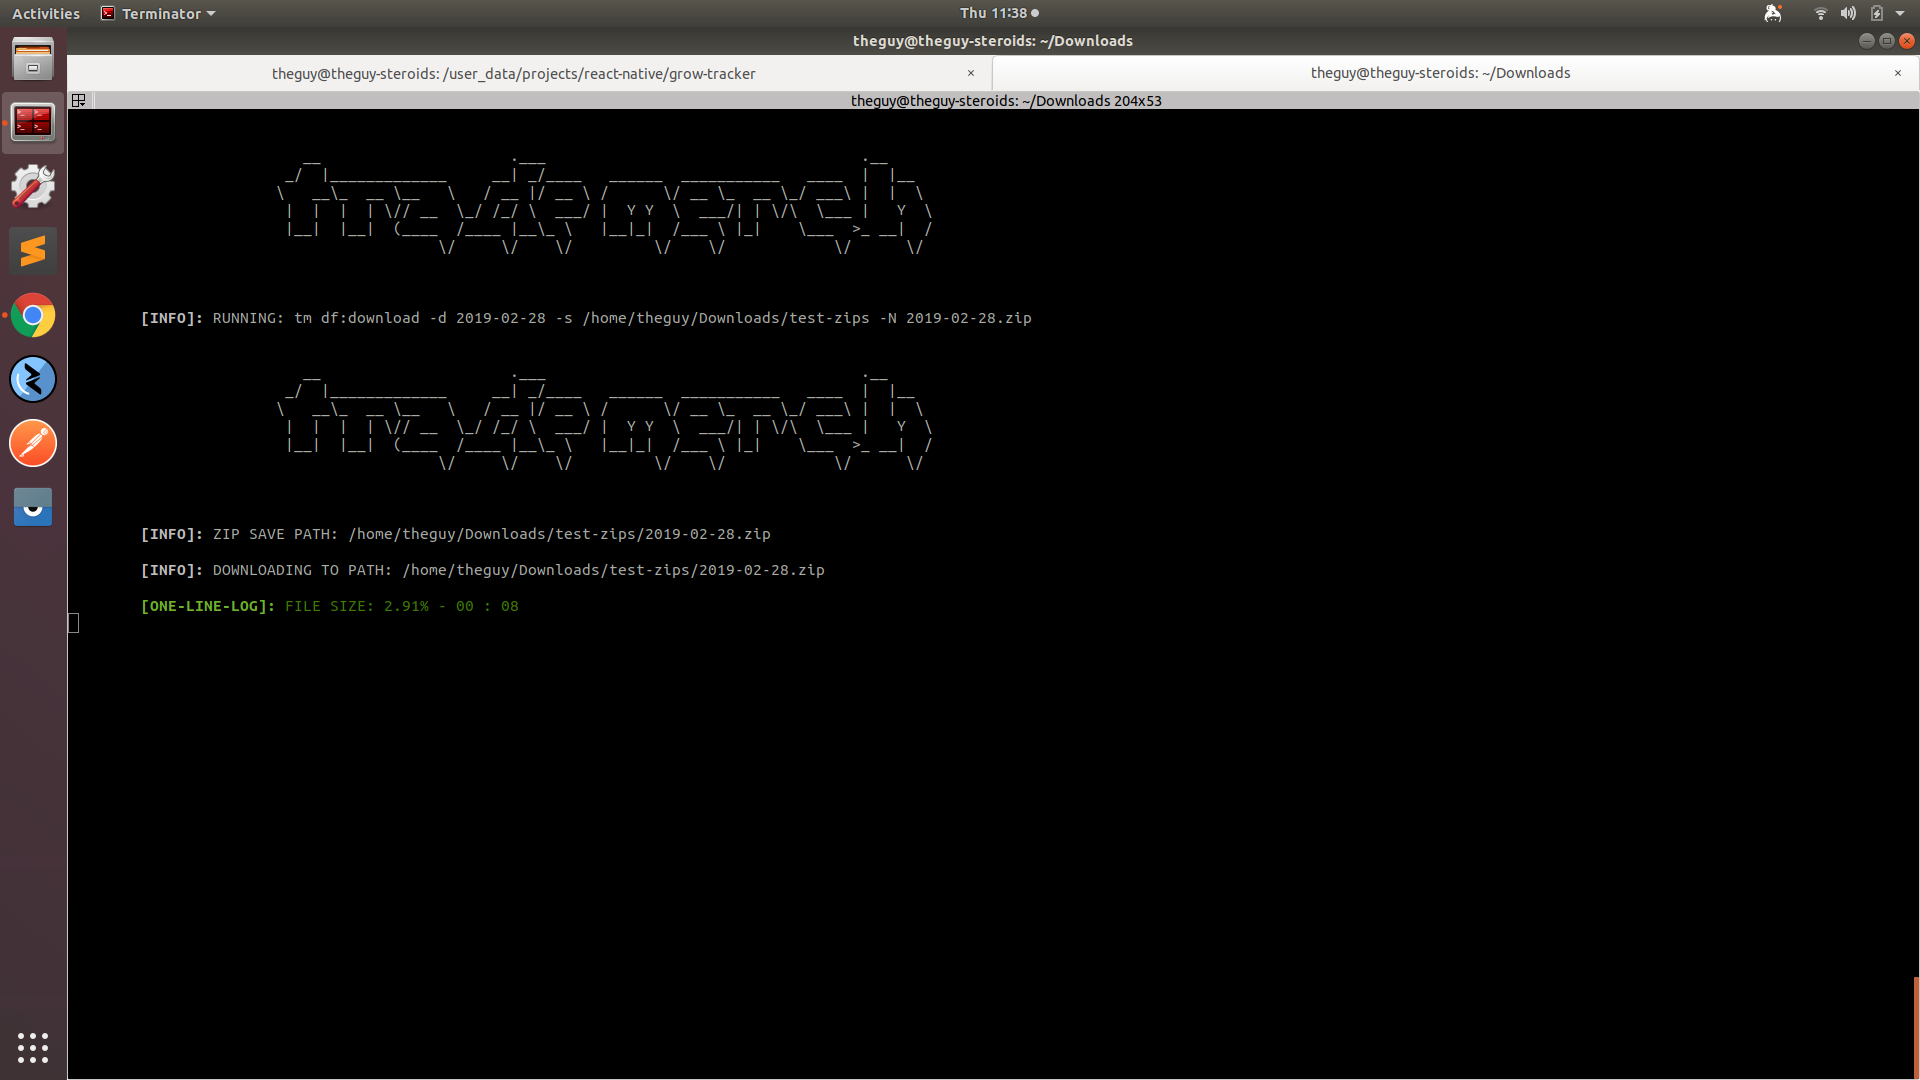 Activities Terminator Thu 11:38
theguy@theguy-steroids: ~/Downloads
theguy@theguy-steroids: /user_data/projects/react-native/grow-tracker × theguy@theguy-steroids: ~/Downloads ×
theguy@theguy-steroids: ~/Downloads 204x53
trademerch
[INFO]: RUNNING: tm df:download -d 2019-02-28 -s /home/theguy/Downloads/test-zips -N 2019-02-28.zip
trademerch
[INFO]: ZIP SAVE PATH: /home/theguy/Downloads/test-zips/2019-02-28.zip
[INFO]: DOWNLOADING TO PATH: /home/theguy/Downloads/test-zips/2019-02-28.zip
[ONE-LINE-LOG]: FILE SIZE: 2.91% - 00 : 08